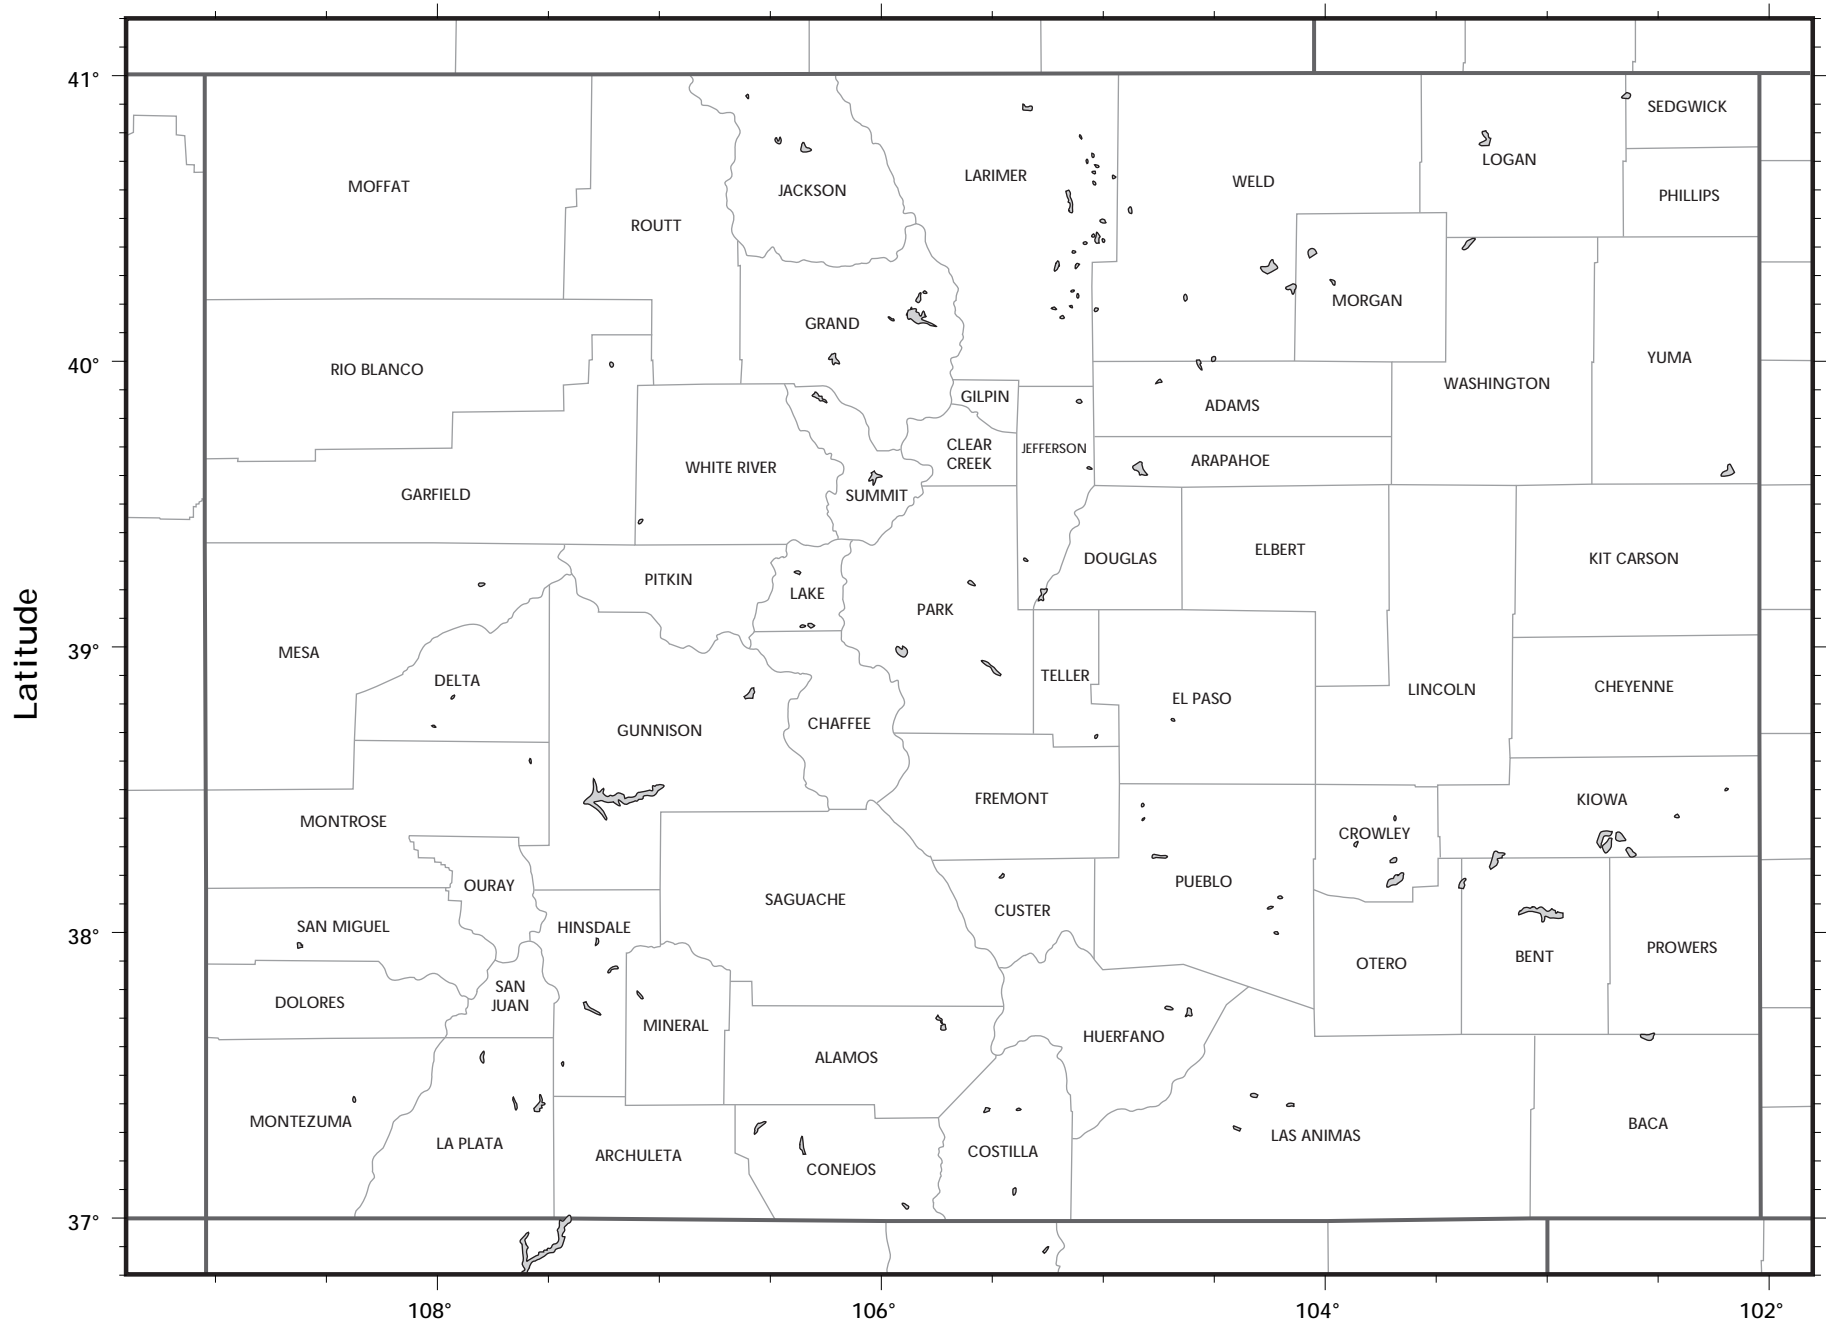 41°
SEDGWICK
LOGAN
LARIMER
WELD
MOFFAT
JACKSON
PHILLIPS
ROUTT
MORGAN
GRAND
40°
YUMA
RIO BLANCO
WASHINGTON
GILPIN
ADAMS
CLEAR
CREEK
JEFFERSON
ARAPAHOE
WHITE RIVER
GARFIELD
SUMMIT
DOUGLAS
ELBERT
KIT CARSON
PITKIN
LAKE
PARK
Latitude
39°
MESA
DELTA
TELLER
EL PASO
LINCOLN
CHEYENNE
GUNNISON
CHAFFEE
FREMONT
KIOWA
MONTROSE
CROWLEY
OURAY
PUEBLO
SAGUACHE
CUSTER
SAN MIGUEL
HINSDALE
38°
PROWERS
BENT
OTERO
SAN
JUAN
DOLORES
MINERAL
HUERFANO
ALAMOS
MONTEZUMA
BACA
LAS ANIMAS
LA PLATA
ARCHULETA
COSTILLA
CONEJOS
37°
108°
106°
104°
102°